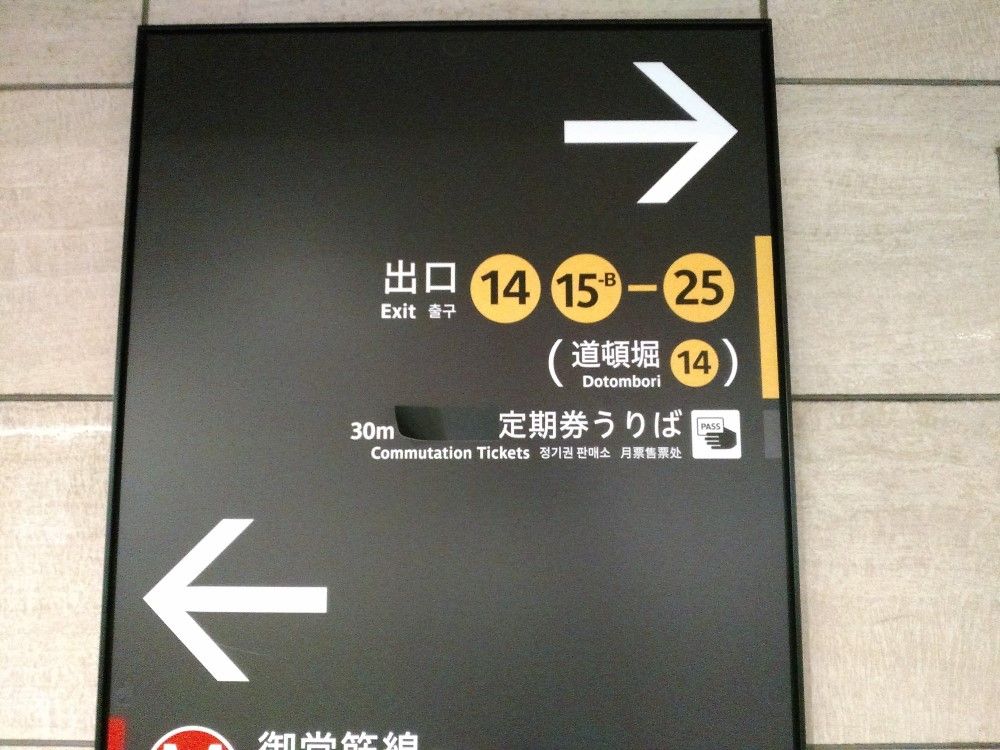 出口 14 15-B - 25
Exit 출구
(道頓堀 14)
Dotombori
30m 定期券うりば PASS
Commutation Tickets 정기권 판매소 月票售票处
御堂筋線